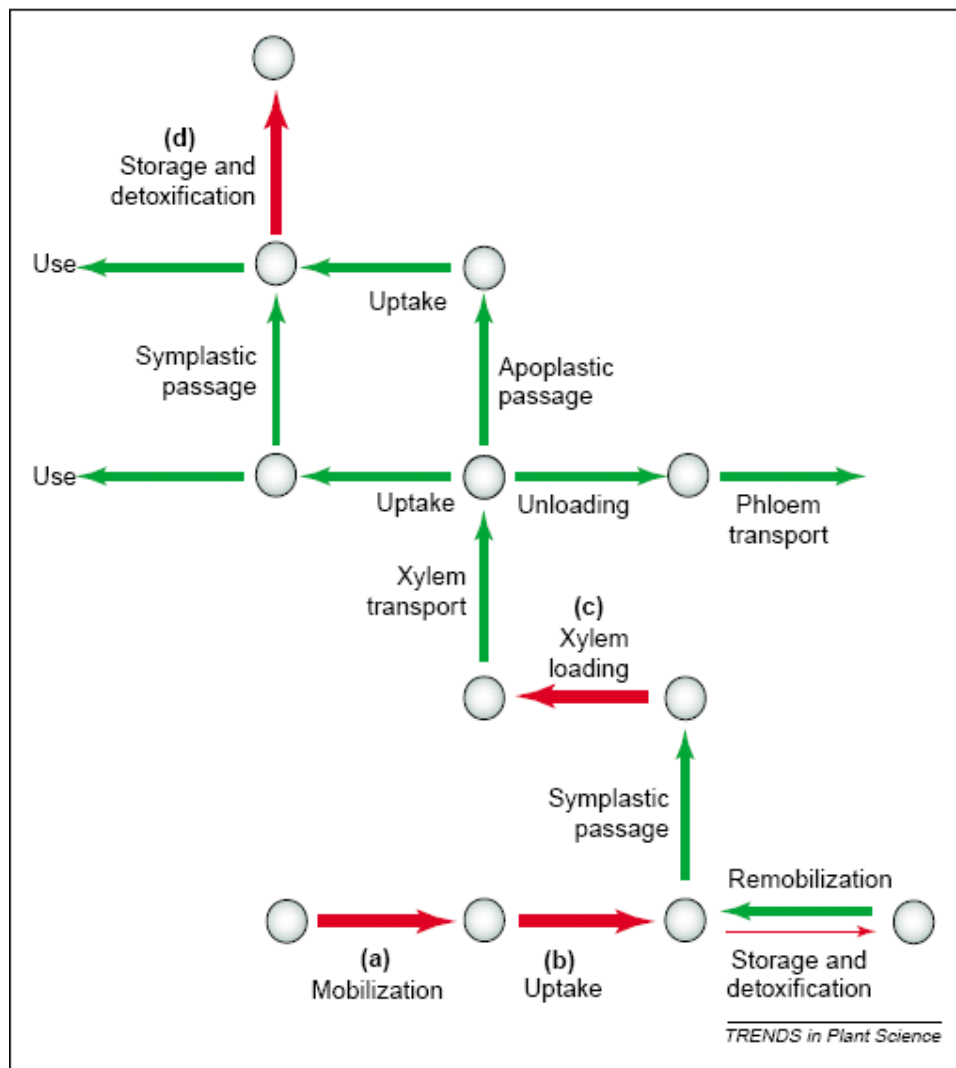 (d)
Storage and
detoxification
Use
Uptake
Symplastic
passage
Apoplastic
passage
Use
Uptake
Unloading
Phloem
transport
Xylem
transport
(c)
Xylem
loading
Symplastic
passage
Remobilization
(a)
Mobilization
(b)
Uptake
Storage and
detoxification
TRENDS in Plant Science